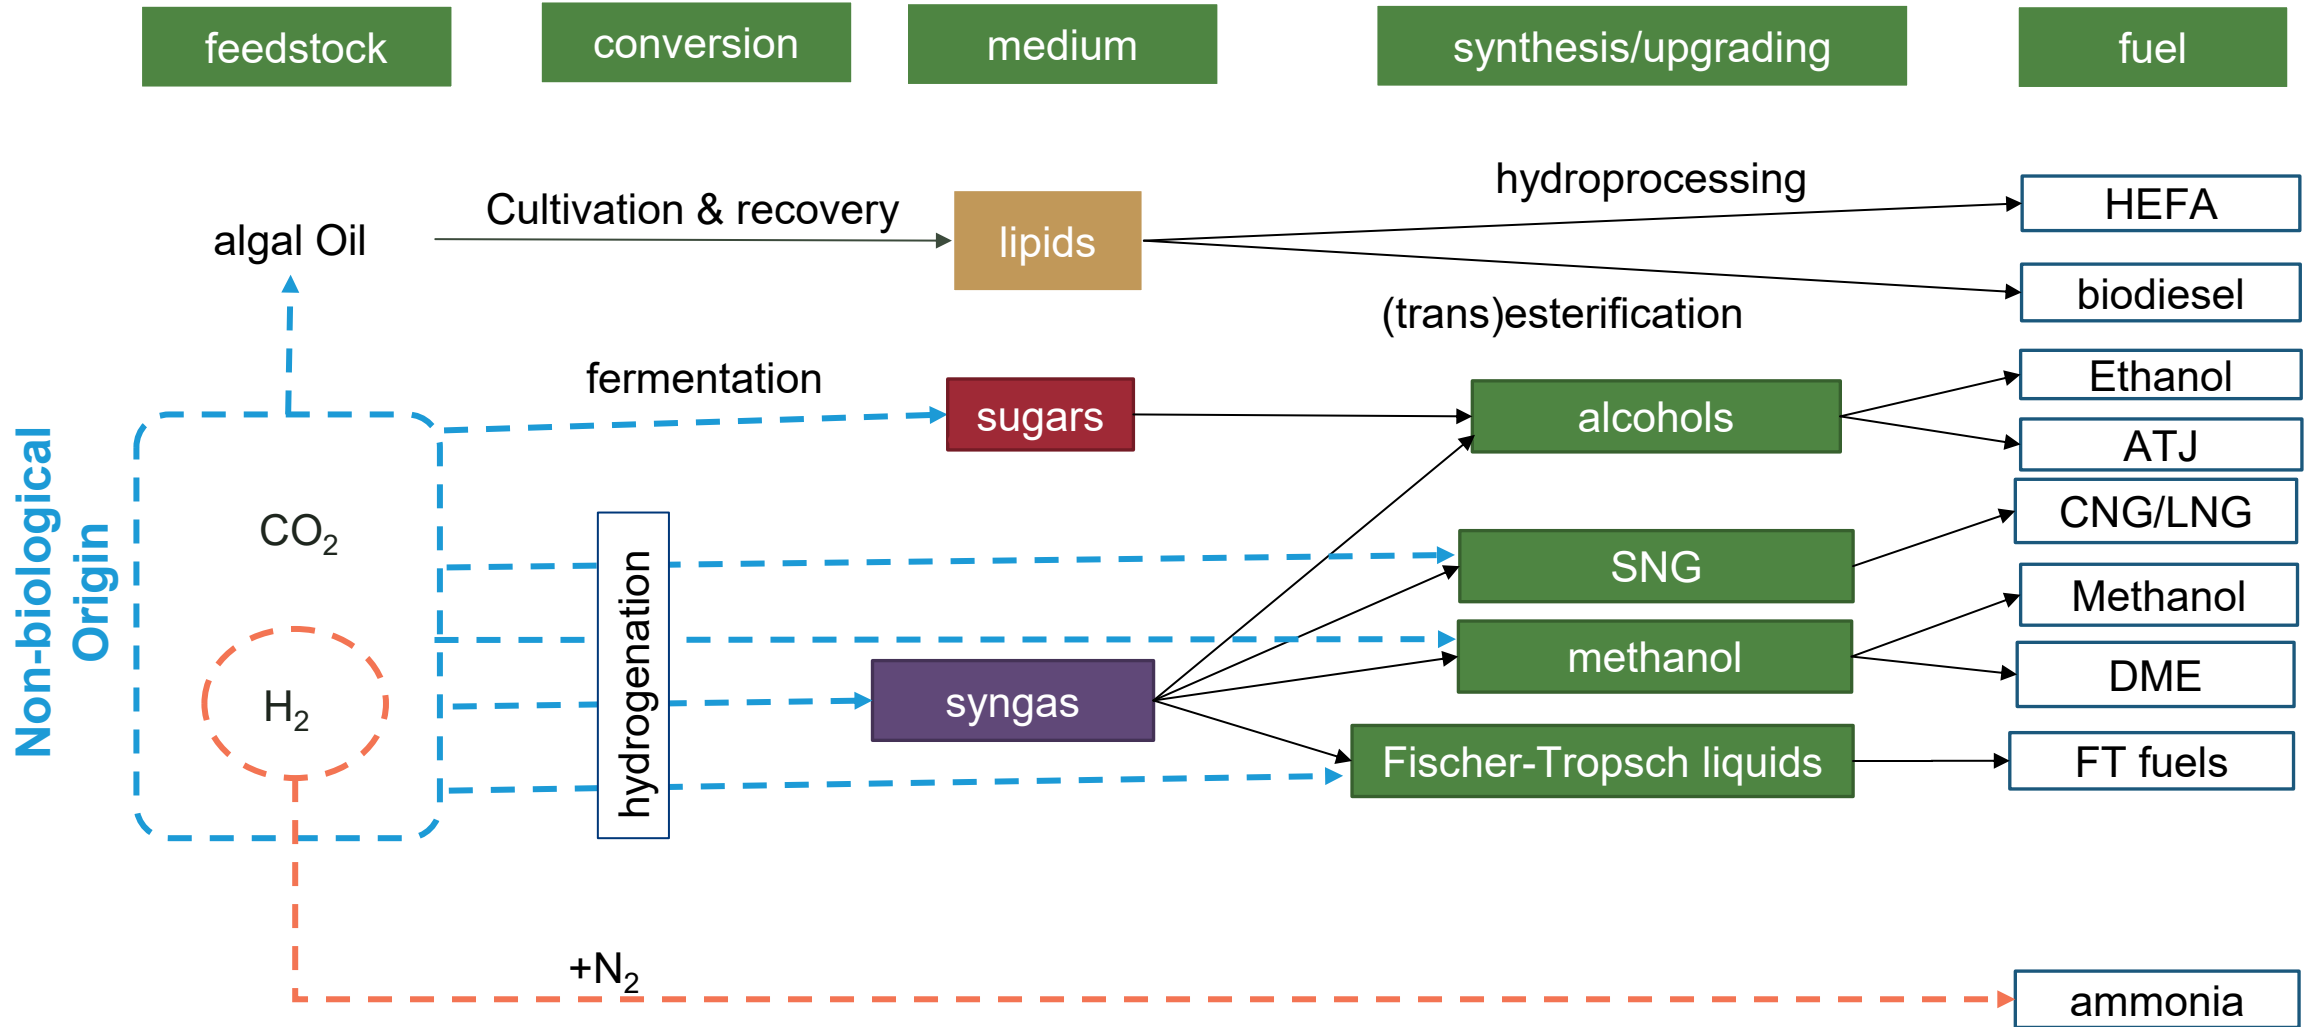 feedstock
conversion
medium
synthesis/upgrading
fuel
algal Oil
Cultivation & recovery
lipids
hydroprocessing
(trans)esterification
HEFA
biodiesel
fermentation
sugars
alcohols
Ethanol
ATJ
Non-biological
Origin
CO₂
H₂
hydrogenation
syngas
SNG
methanol
Fischer-Tropsch liquids
CNG/LNG
Methanol
DME
FT fuels
+N₂
ammonia